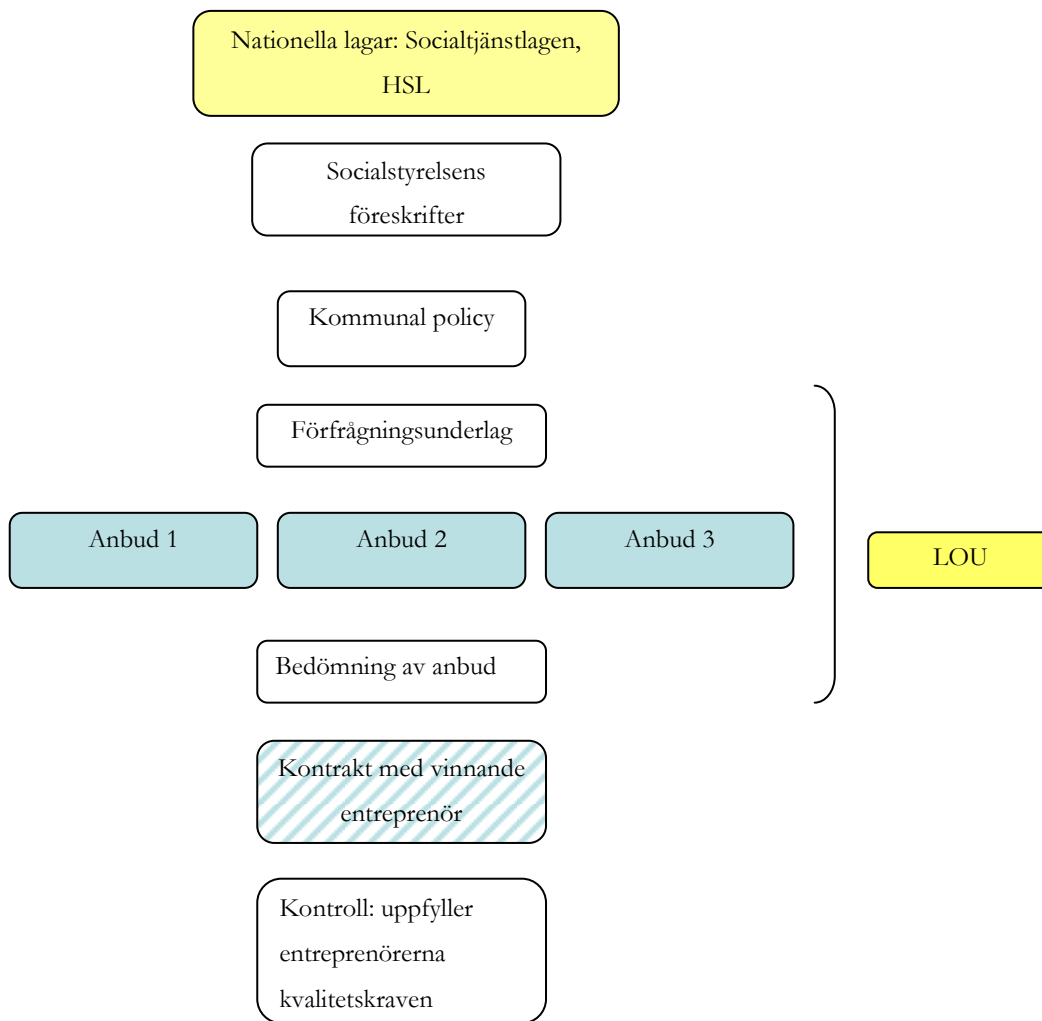 Nationella lagar: Socialtjänstlagen,
HSL
Socialstyrelsens
föreskrifter
Kommunal policy
Förfrågningsunderlag
Anbud 1
Anbud 2
Anbud 3
LOU
Bedömning av anbud
Kontrakt med vinnande
entreprenör
Kontroll: uppfyller
entreprenörerna
kvalitetskraven